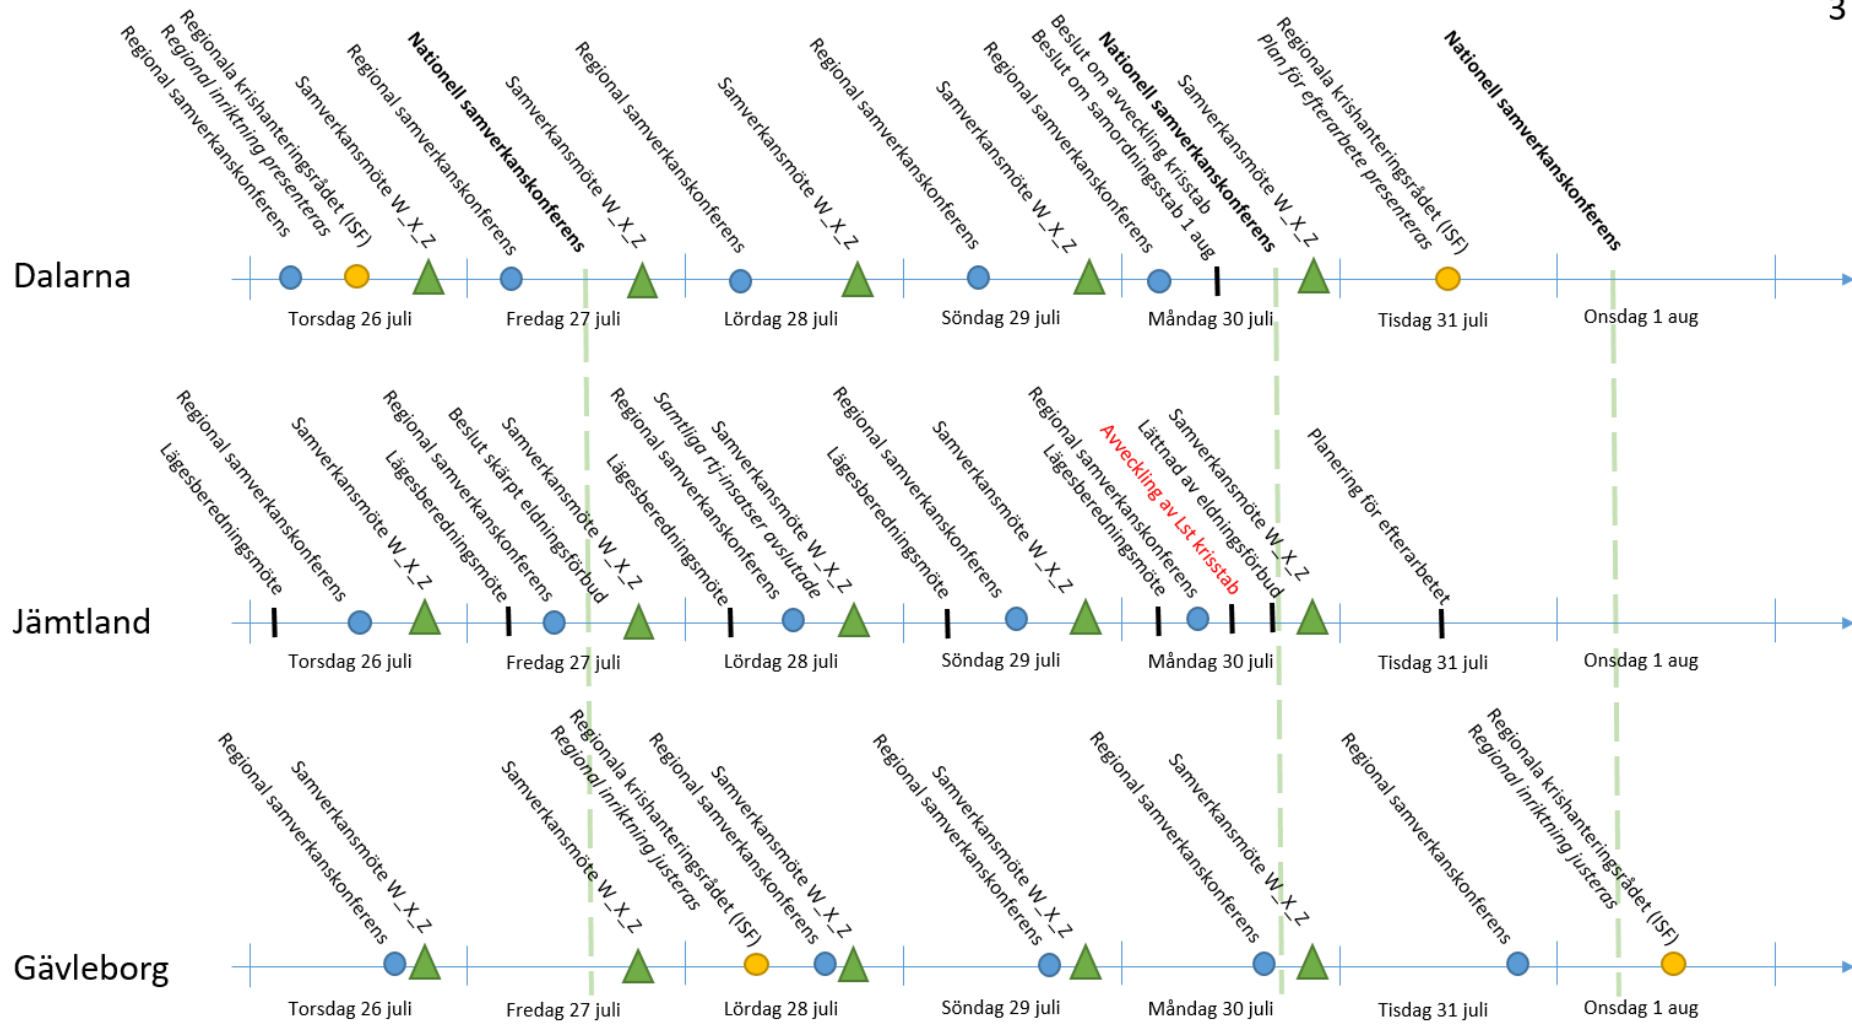 3
Regional samverkanskonferens
Regional inriktning presenteras
Regionala krishanteringsrådet (ISF)
Samverkansmöte W_X_Z
Regional samverkanskonferens
Nationell samverkanskonferens
Samverkansmöte W_X_Z
Regional samverkanskonferens
Samverkansmöte W_X_Z
Regional samverkanskonferens
Samverkansmöte W_X_Z
Regional samverkanskonferens
Beslut om samordningsstab 1 aug
Beslut om avveckling krisstab
Nationell samverkanskonferens
Samverkansmöte W_X_Z
Plan för efterarbete presenteras
Regionala krishanteringsrådet (ISF)
Nationell samverkanskonferens
Dalarna
Torsdag 26 juli
Fredag 27 juli
Lördag 28 juli
Söndag 29 juli
Måndag 30 juli
Tisdag 31 juli
Onsdag 1 aug
Lägesberedningsmöte
Regional samverkanskonferens
Samverkansmöte W_X_Z
Lägesberedningsmöte
Regional samverkanskonferens
Beslut skärpt eldningsförbud
Samverkansmöte W_X_Z
Lägesberedningsmöte
Regional samverkanskonferens
Samtliga rtj-insatser avslutade
Samverkansmöte W_X_Z
Lägesberedningsmöte
Regional samverkanskonferens
Samverkansmöte W_X_Z
Lägesberedningsmöte
Regional samverkanskonferens
Avveckling av Lst krisstab
Lättnad av eldningsförbud
Samverkansmöte W_X_Z
Planering för efterarbetet
Jämtland
Torsdag 26 juli
Fredag 27 juli
Lördag 28 juli
Söndag 29 juli
Måndag 30 juli
Tisdag 31 juli
Onsdag 1 aug
Regional samverkanskonferens
Samverkansmöte W_X_Z
Samverkansmöte W_X_Z
Regional inriktning justeras
Regionala krishanteringsrådet (ISF)
Regional samverkanskonferens
Samverkansmöte W_X_Z
Regional samverkanskonferens
Samverkansmöte W_X_Z
Regional samverkanskonferens
Samverkansmöte W_X_Z
Regional samverkanskonferens
Regional inriktning justeras
Regionala krishanteringsrådet (ISF)
Gävleborg
Torsdag 26 juli
Fredag 27 juli
Lördag 28 juli
Söndag 29 juli
Måndag 30 juli
Tisdag 31 juli
Onsdag 1 aug